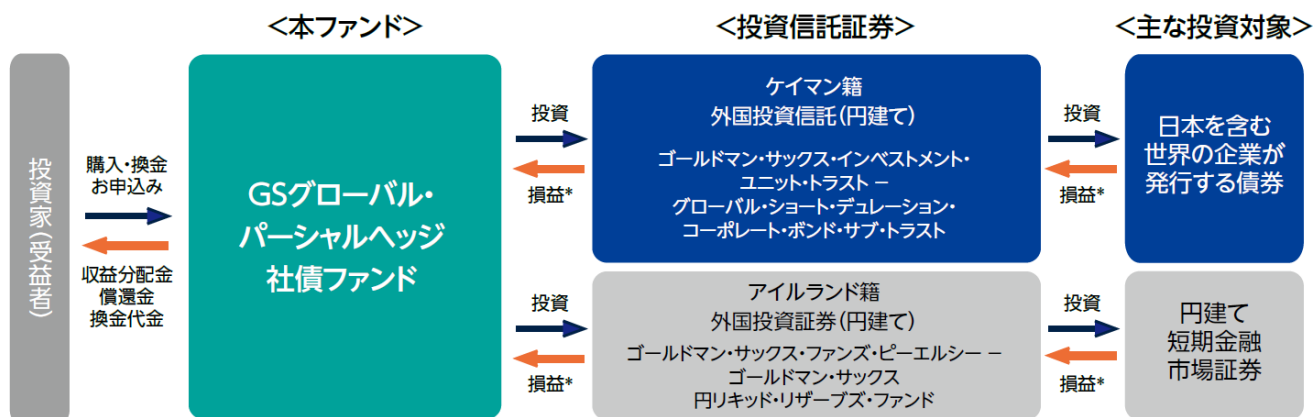 <本ファンド>
<投資信託証券>
<主な投資対象>
投資家(受益者)
購入・換金
お申込み
収益分配金
償還金
換金代金
GSグローバル・
パーシャルヘッジ
社債ファンド
投資
損益*
ケイマン籍
外国投資信託(円建て)
ゴールドマン・サックス・インベストメント・
ユニット・トラスト −
グローバル・ショート・デュレーション・
コーポレート・ボンド・サブ・トラスト
投資
損益*
日本を含む
世界の企業が
発行する債券
投資
損益*
アイルランド籍
外国投資証券(円建て)
ゴールドマン・サックス・ファンズ・ピーエルシー −
ゴールドマン・サックス
円リキッド・リザーブズ・ファンド
投資
損益*
円建て
短期金融
市場証券